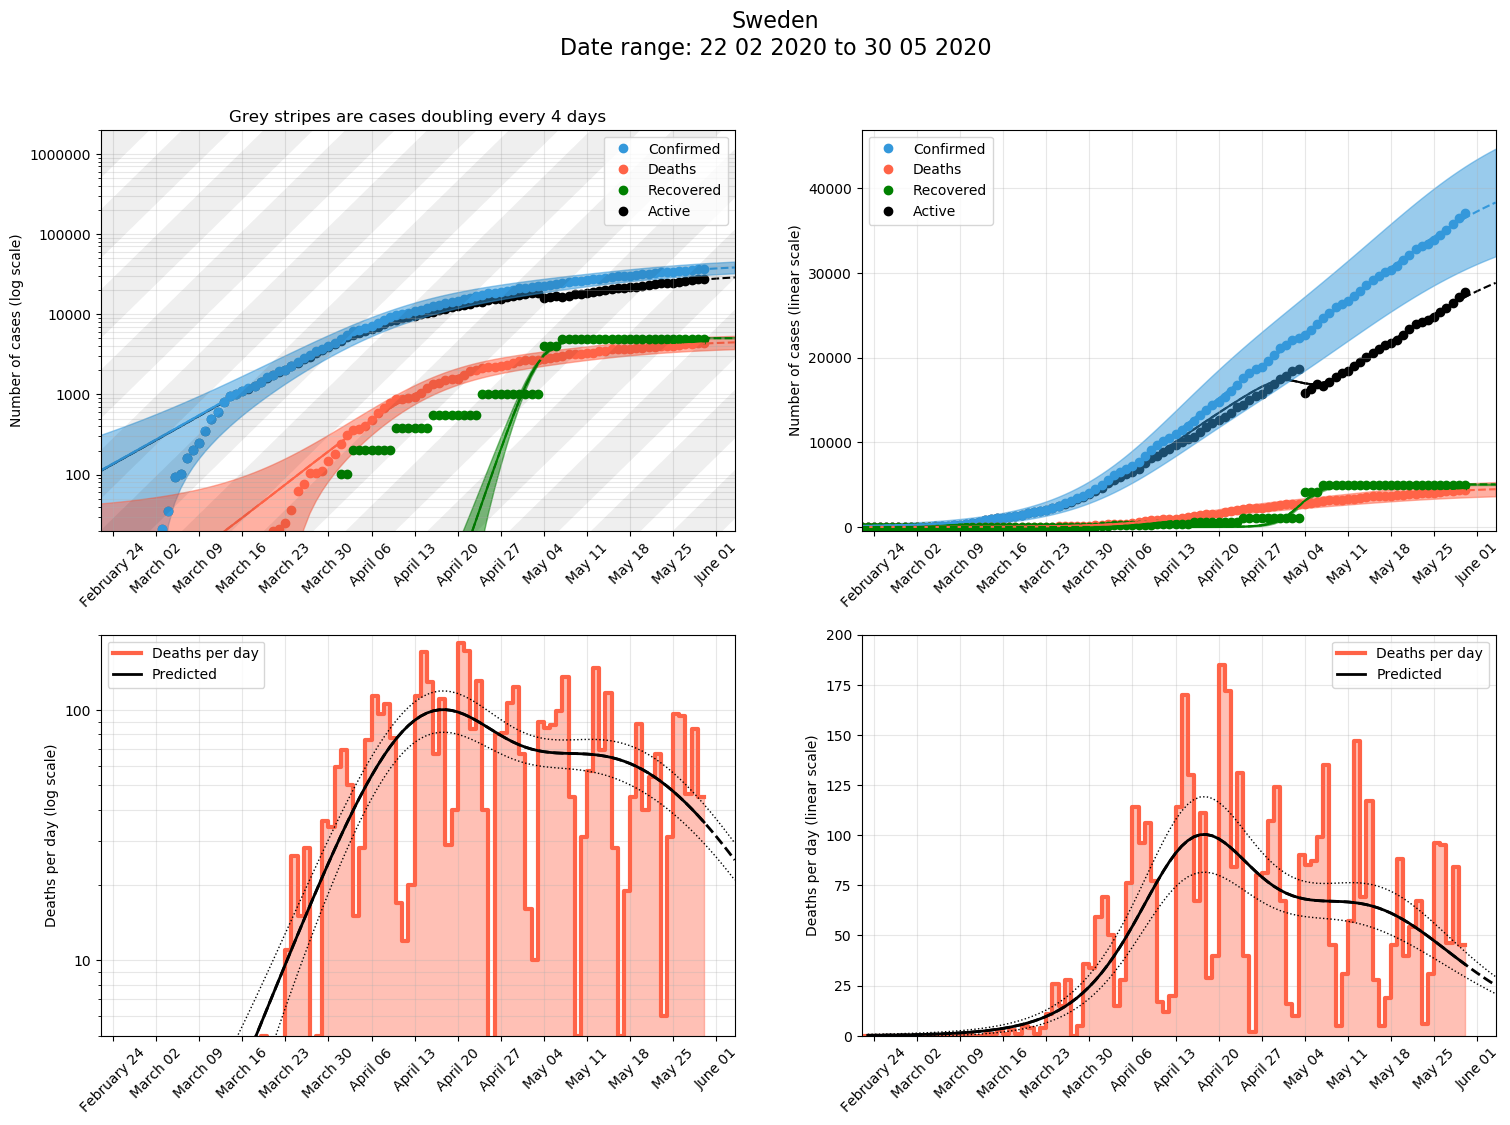 Sweden
Date range: 22 02 2020 to 30 05 2020
Grey stripes are cases doubling every 4 days
Number of cases (log scale)
1000000
100000
10000
1000
100
Confirmed
Deaths
Recovered
Active
February 24
March 02
March 09
March 16
March 23
March 30
April 06
April 13
April 20
April 27
May 04
May 11
May 18
May 25
June 01
Number of cases (linear scale)
40000
30000
20000
10000
0
Confirmed
Deaths
Recovered
Active
February 24
March 02
March 09
March 16
March 23
March 30
April 06
April 13
April 20
April 27
May 04
May 11
May 18
May 25
June 01
Deaths per day (log scale)
100
10
Deaths per day
Predicted
February 24
March 02
March 09
March 16
March 23
March 30
April 06
April 13
April 20
April 27
May 04
May 11
May 18
May 25
June 01
Deaths per day (linear scale)
200
175
150
125
100
75
50
25
0
Deaths per day
Predicted
February 24
March 02
March 09
March 16
March 23
March 30
April 06
April 13
April 20
April 27
May 04
May 11
May 18
May 25
June 01